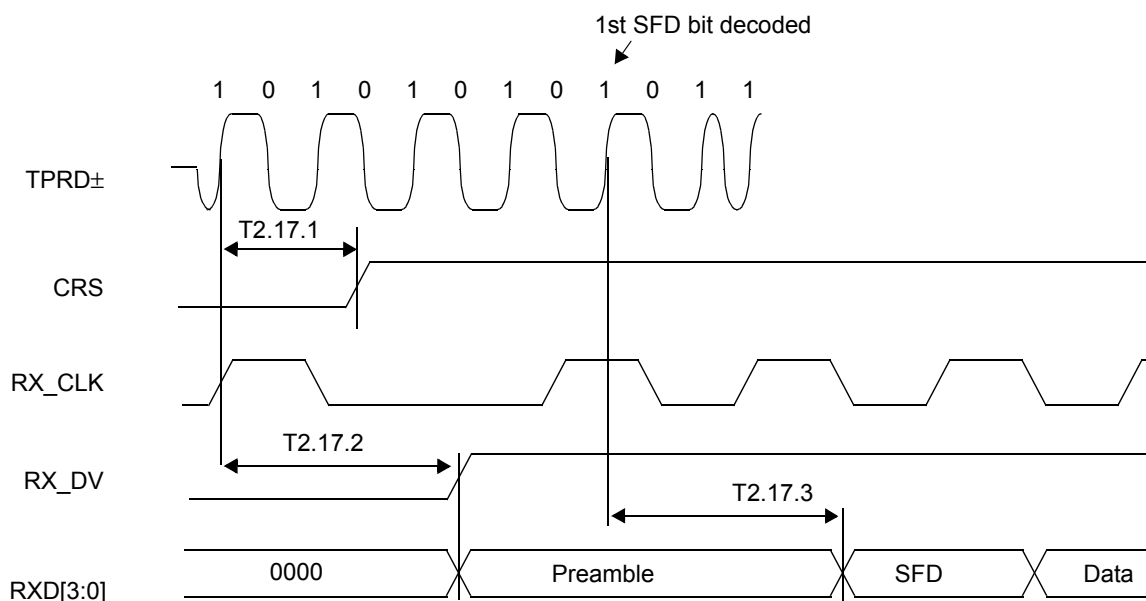 1st SFD bit decoded
1 0 1 0 1 0 1 0 1 0 1 1
TPRD±
T2.17.1
CRS
RX_CLK
T2.17.2
RX_DV
T2.17.3
RXD[3:0]
0000 Preamble SFD Data